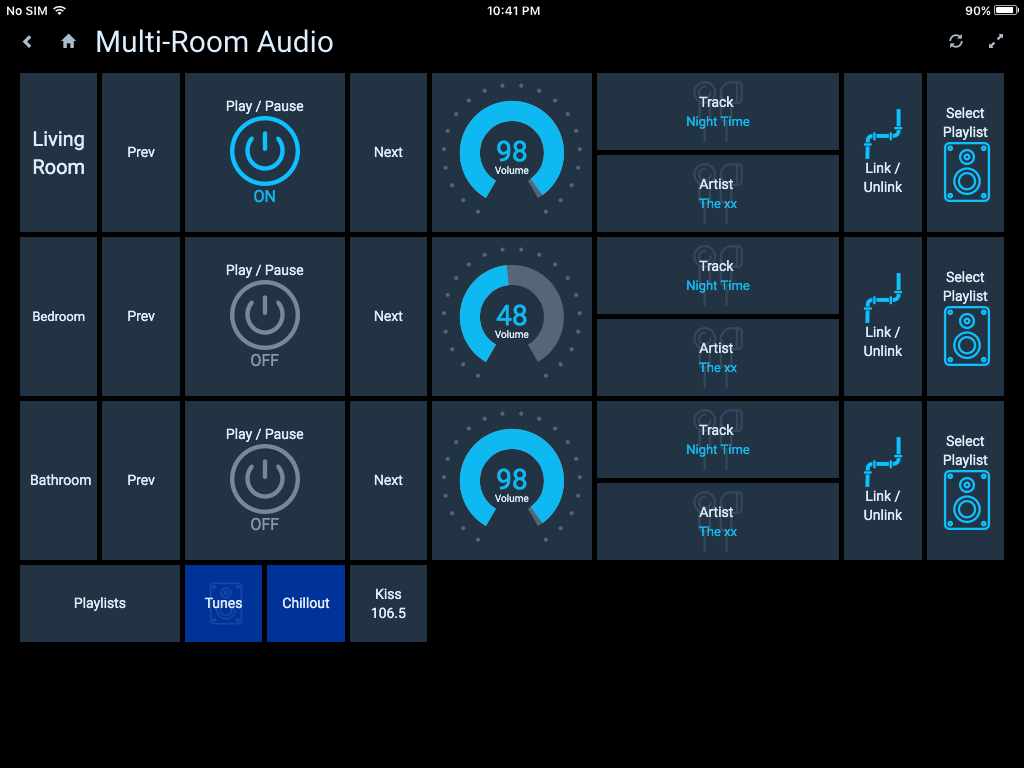 No SIM
10:41 PM
90%
Multi-Room Audio
Living
Room
Prev
Play / Pause
ON
Next
98
Volume
Track
Night Time
Artist
The xx
Link /
Unlink
Select
Playlist
Bedroom
Prev
Play / Pause
OFF
Next
48
Volume
Track
Night Time
Artist
The xx
Link /
Unlink
Select
Playlist
Bathroom
Prev
Play / Pause
OFF
Next
98
Volume
Track
Night Time
Artist
The xx
Link /
Unlink
Select
Playlist
Playlists
Tunes
Chillout
Kiss
106.5